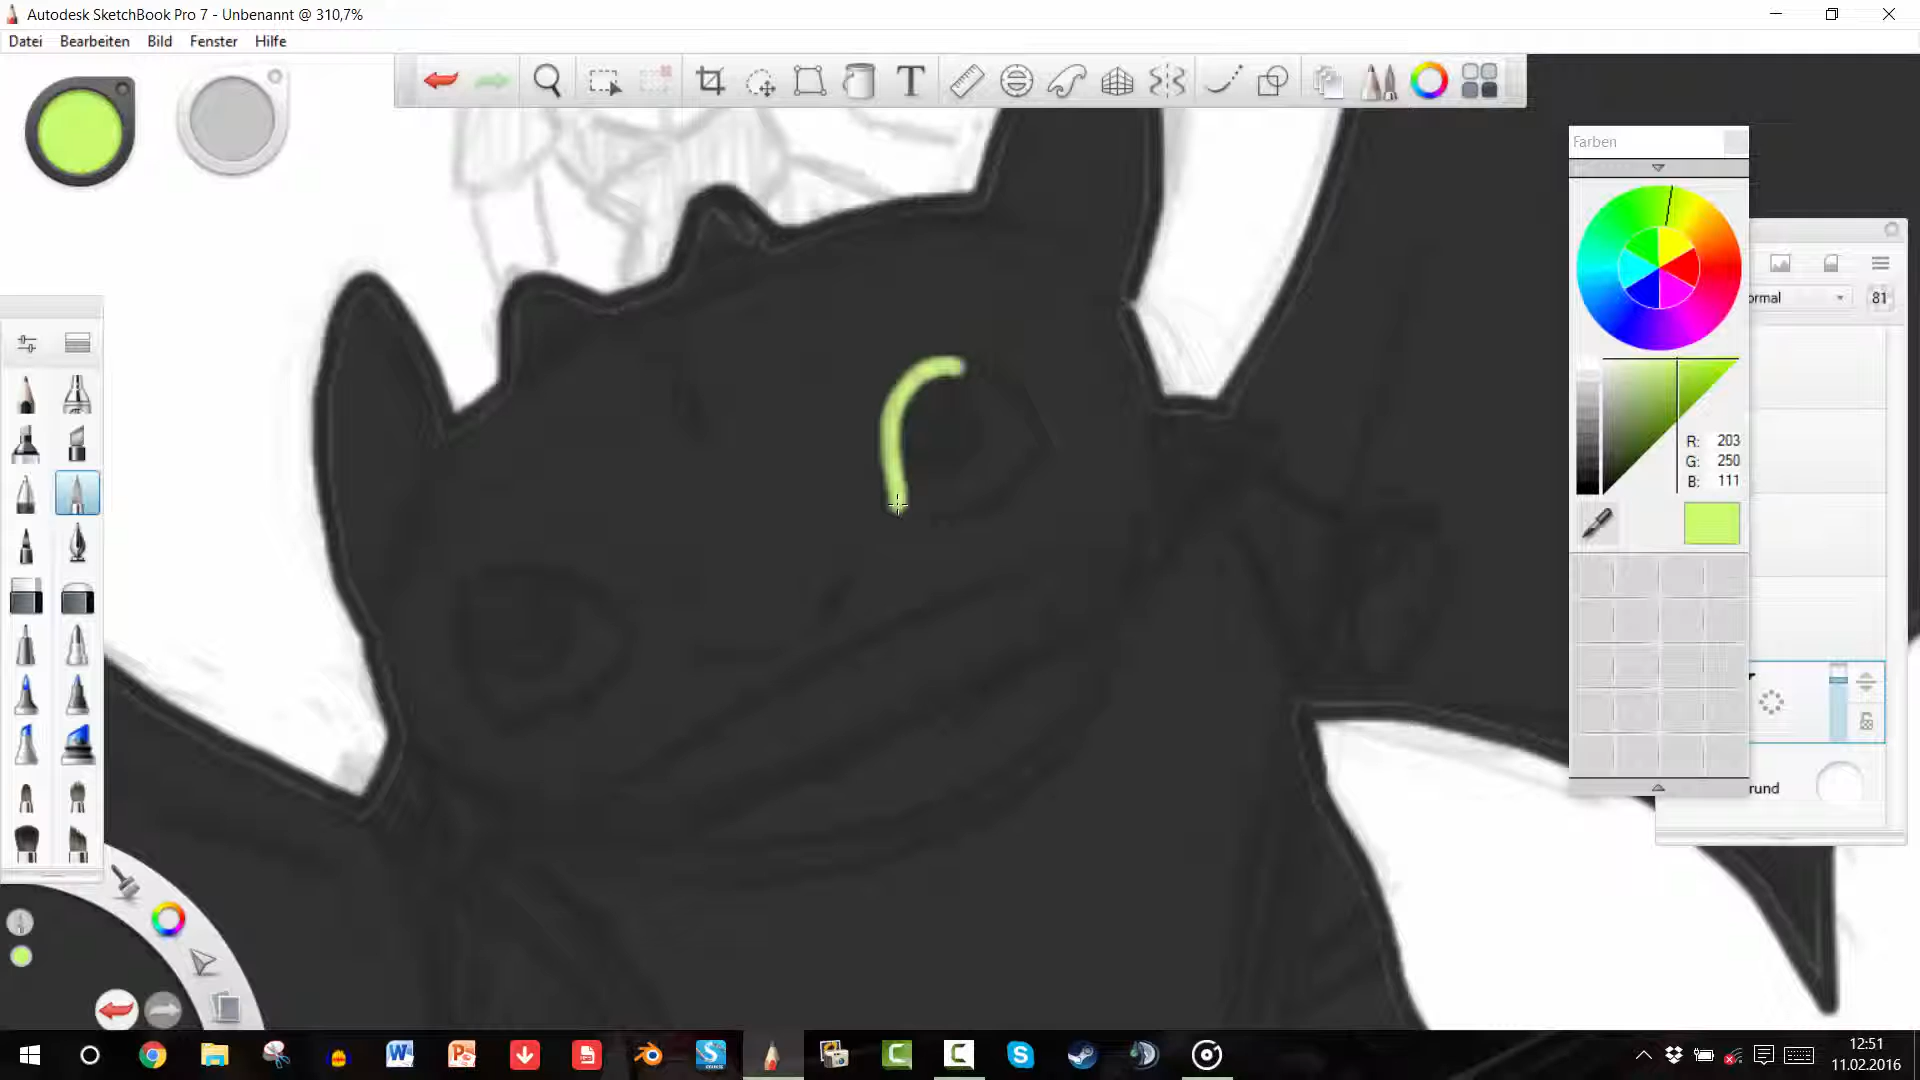 Autodesk SketchBook Pro 7 - Unbenannt @ 310,7%
Datei Bearbeiten Bild Fenster Hilfe
T
Farben
ormal 81
R: 203
G: 250
B: 111
rund
12:51
11.02.2016